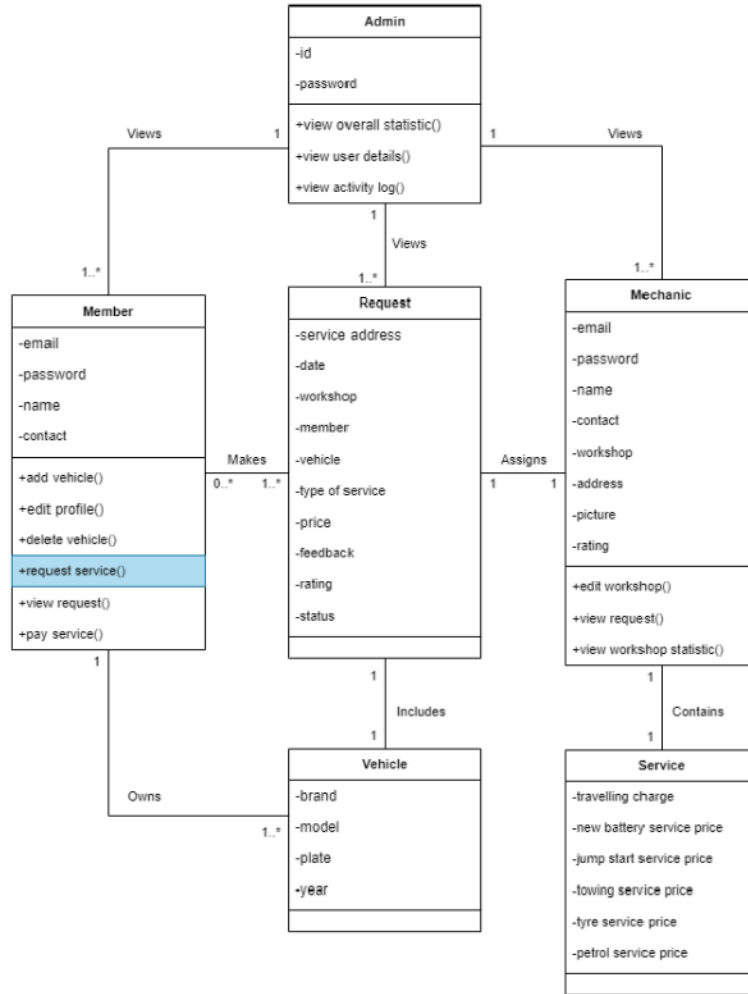 Admin
-id
-password
+view overall statistic()
+view user details()
+view activity log()
Views
1
1..*
1
Views
1..*
1
Views
1..*
Member
-email
-password
-name
-contact
+add vehicle()
+edit profile()
+delete vehicle()
+request service()
+view request()
+pay service()
Makes
0..*
1..*
Request
-service address
-date
-workshop
-member
-vehicle
-type of service
-price
-feedback
-rating
-status
Assigns
1
1
Mechanic
-email
-password
-name
-contact
-workshop
-address
-picture
-rating
+edit workshop()
+view request()
+view workshop statistic()
1
Owns
1..*
1
Includes
1
Vehicle
-brand
-model
-plate
-year
1
Contains
1
Service
-travelling charge
-new battery service price
-jump start service price
-towing service price
-tyre service price
-petrol service price